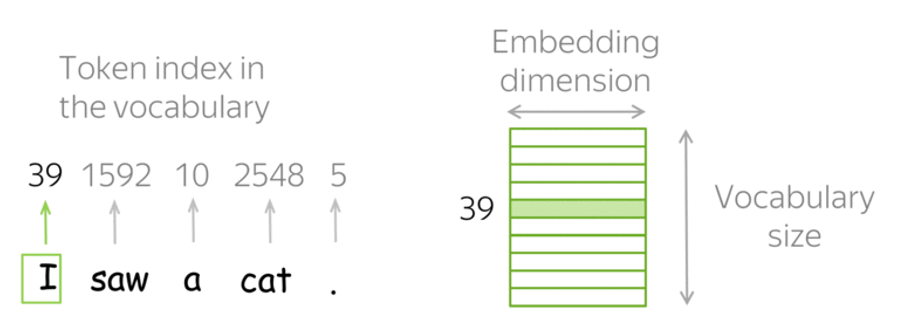 Token index in
the vocabulary
39 1592 10 2548 5
I saw a cat .
Embedding
dimension
39
Vocabulary
size